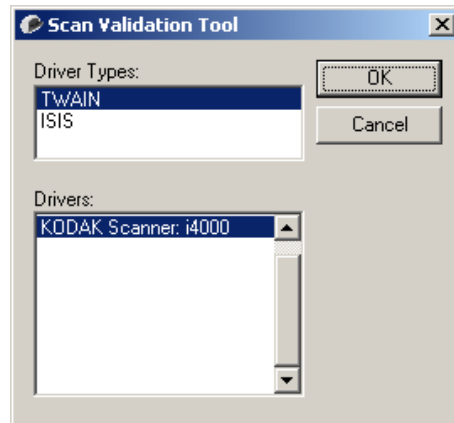 Scan Validation Tool
Driver Types:
TWAIN
ISIS
OK
Cancel
Drivers:
KODAK Scanner: i4000